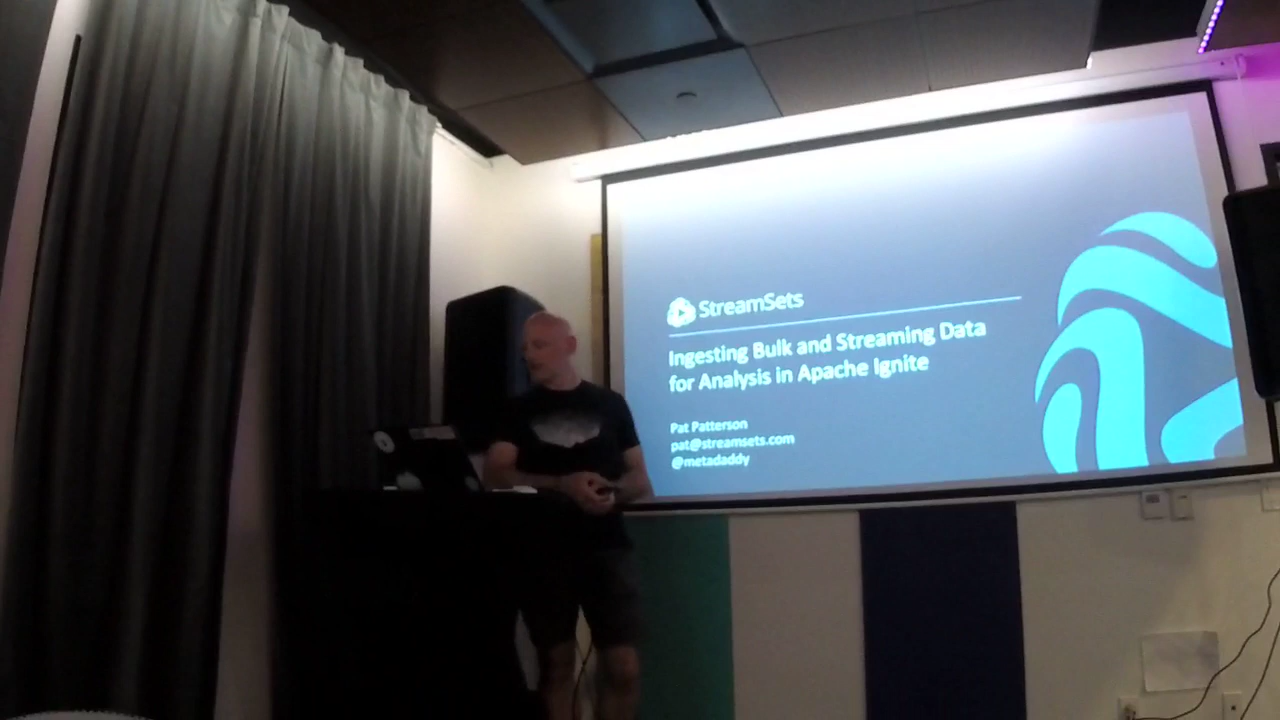 StreamSets
Ingesting Bulk and Streaming Data
for Analysis in Apache Ignite
Pat Patterson
pat@streamsets.com
@metadaddy